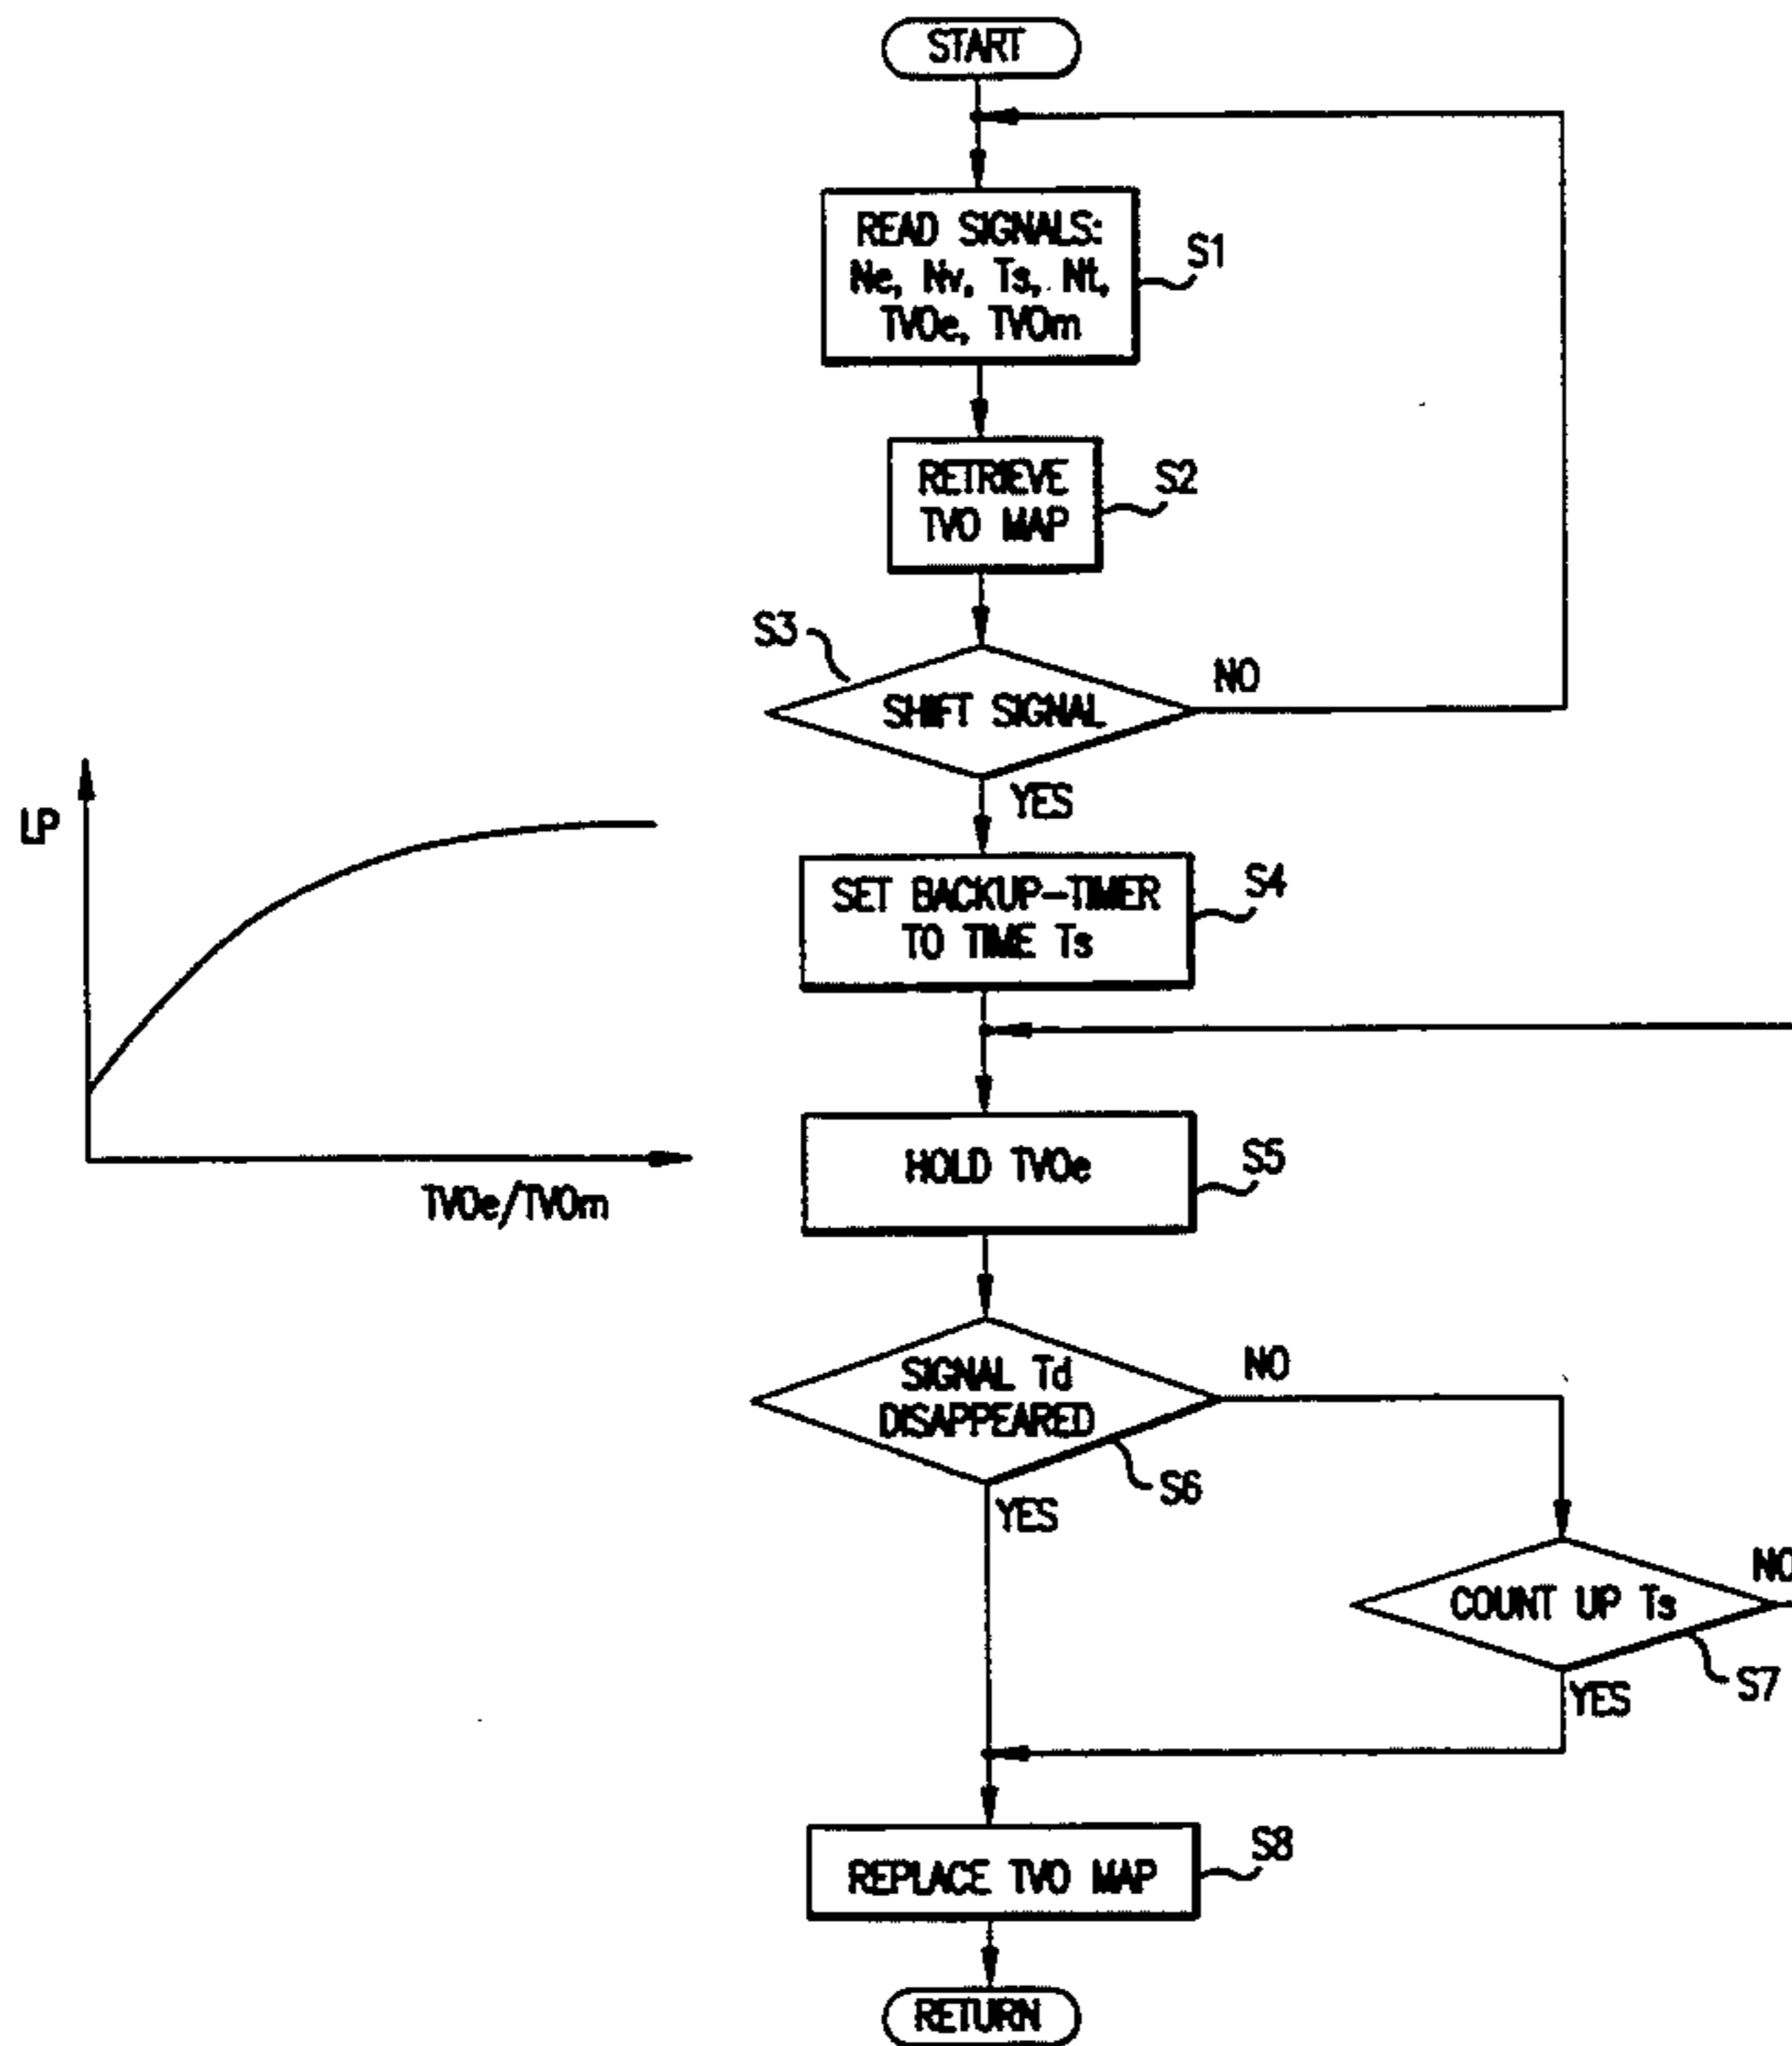 START
READ SIGNALS:
Ne, Nv, Ts, Nt,
TVOe, TVOm
S1
RETRIEVE
TVO MAP
S2
S3
SHIFT SIGNAL
NO
YES
LP
TVOe/TVOm
SET BACKUP-TIMER
TO TIME Ts
S4
HOLD TVOe
S5
SIGNAL Td
DISAPPEARED
NO
S6
YES
COUNT UP Ts
NO
S7
YES
REPLACE TVO MAP
S8
RETURN